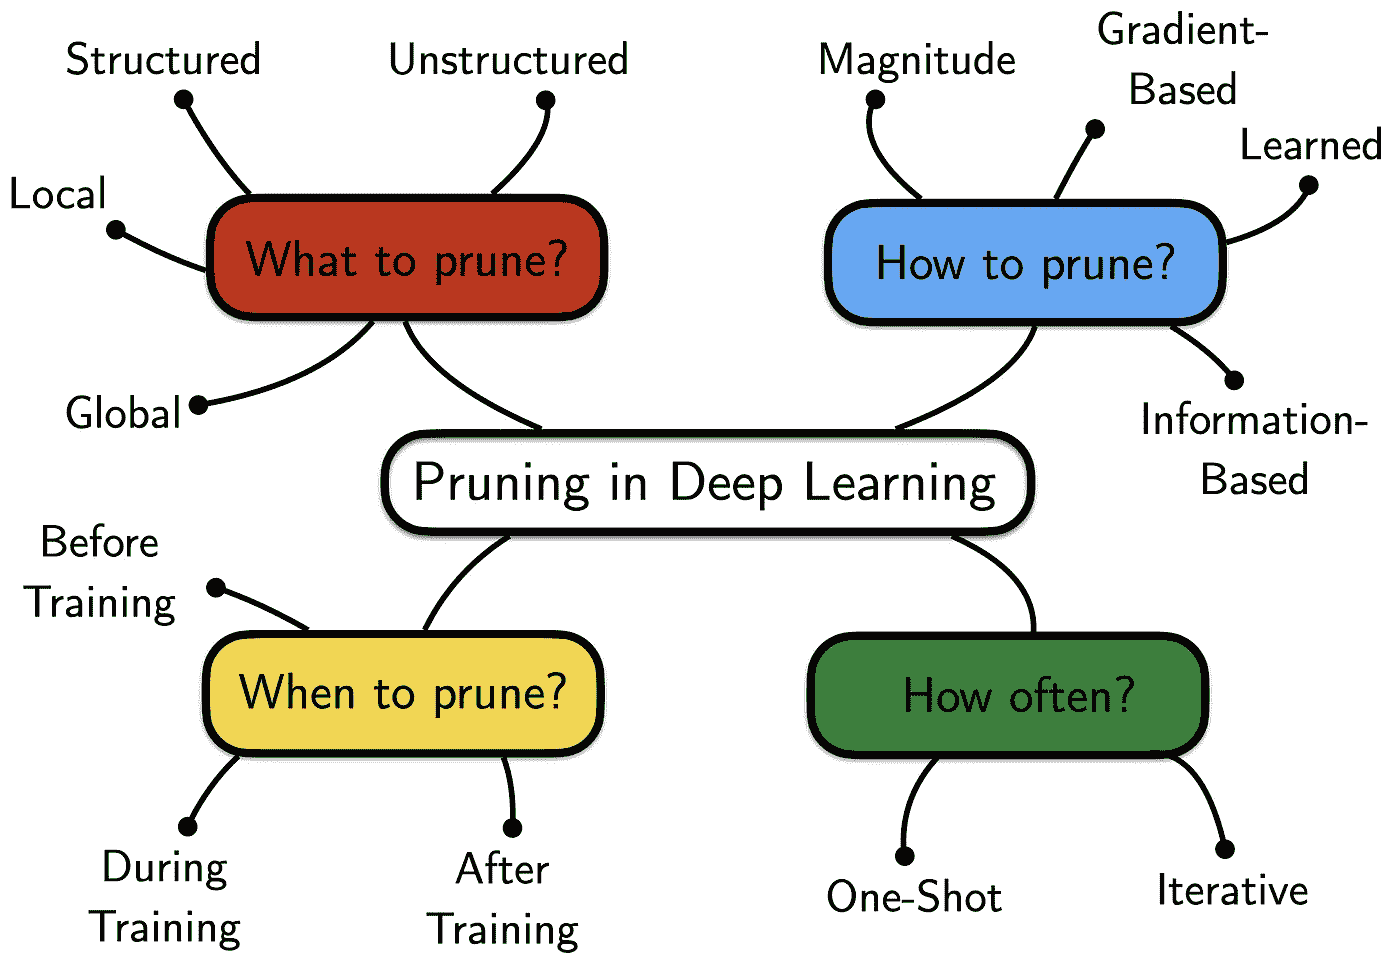 Structured
Unstructured
Local
What to prune?
Global
Magnitude
Gradient-
Based
Learned
How to prune?
Information-
Based
Pruning in Deep Learning
Before
Training
When to prune?
During
Training
After
Training
How often?
One-Shot
Iterative